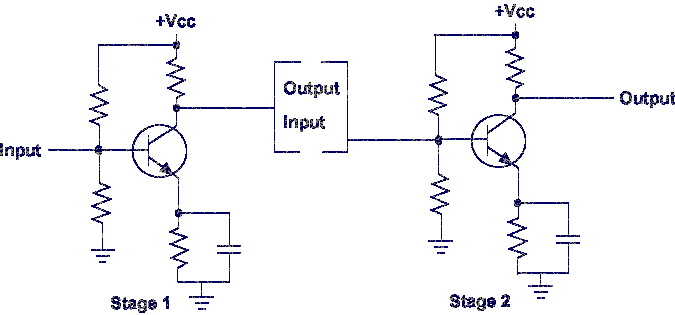 +Vcc
+Vcc
Output
Input
Output
Input
Stage 1
Stage 2